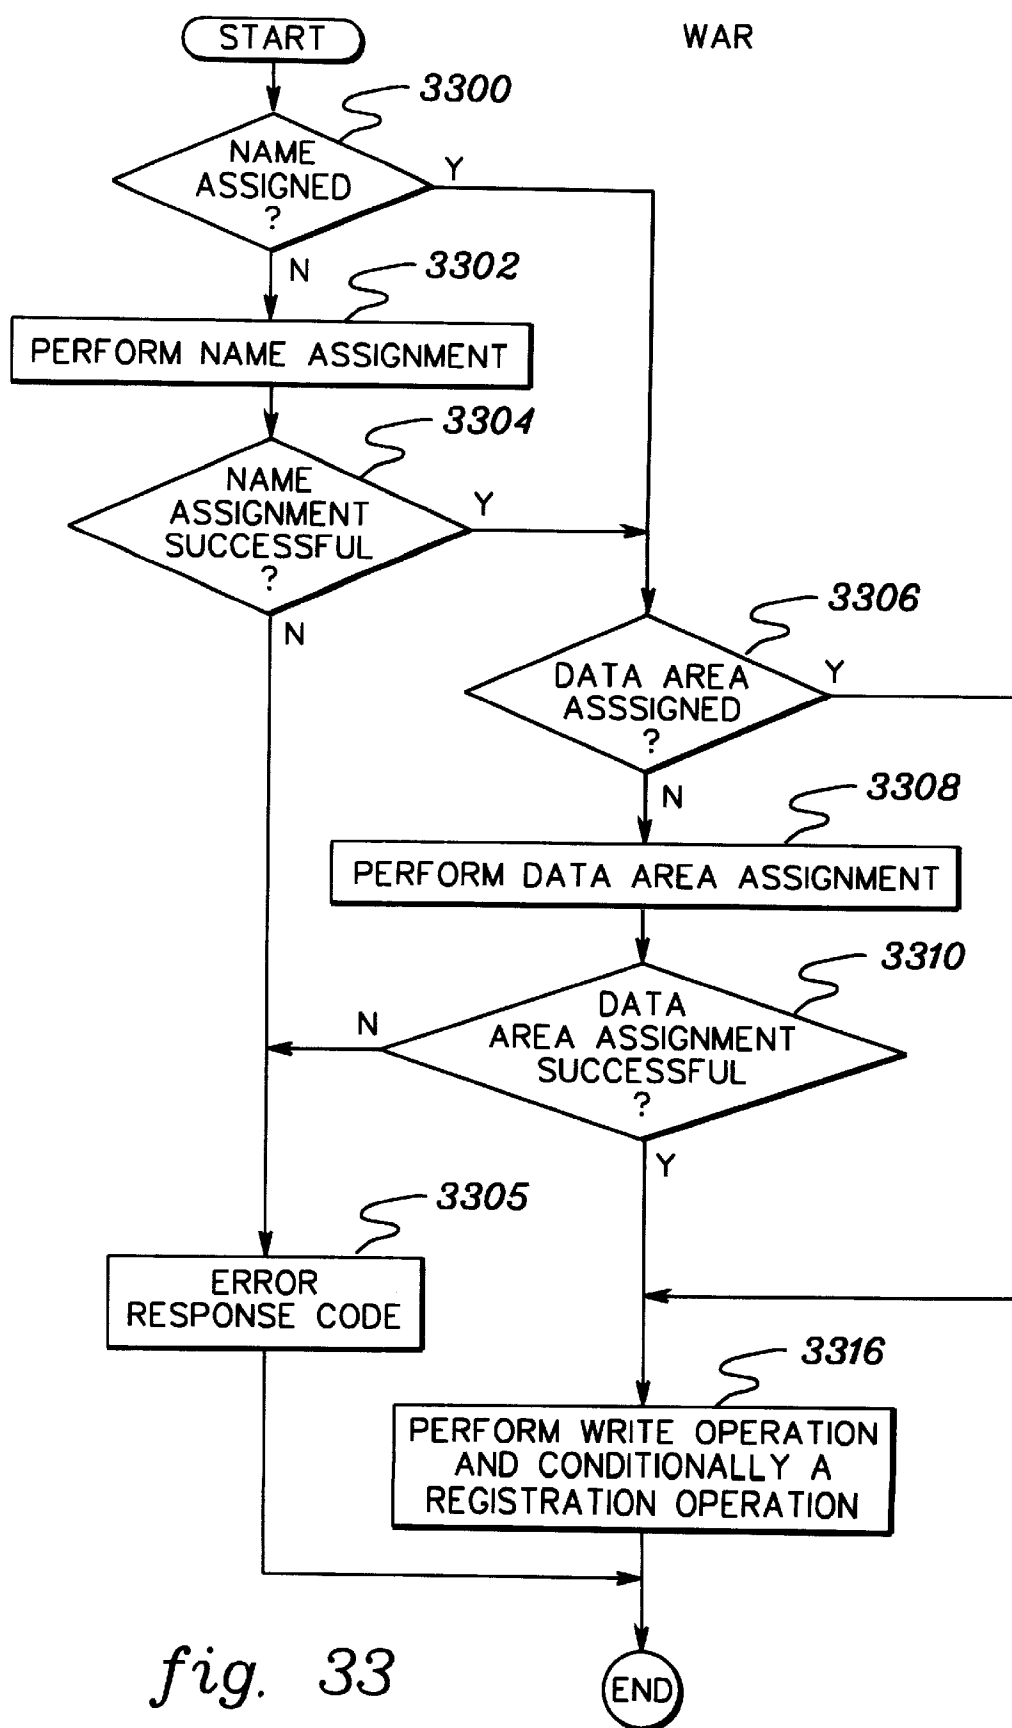 START
WAR
3300
NAME
ASSIGNED
?
Y
N
3302
PERFORM NAME ASSIGNMENT
3304
NAME
ASSIGNMENT
SUCCESSFUL
?
Y
N
3306
DATA AREA
ASSSIGNED
?
Y
N
3308
PERFORM DATA AREA ASSIGNMENT
3310
DATA
AREA ASSIGNMENT
SUCCESSFUL
?
N
Y
3305
ERROR
RESPONSE CODE
3316
PERFORM WRITE OPERATION
AND CONDITIONALLY A
REGISTRATION OPERATION
fig. 33
END